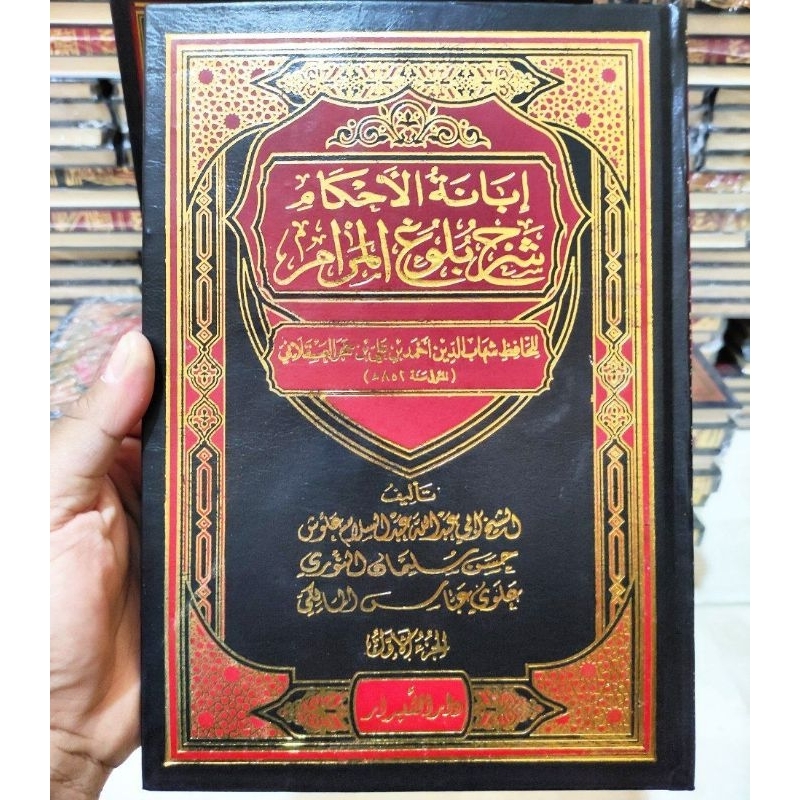 إبانة الأحكام
شرح بلوغ المرام
للحافظ شهاب الدين أحمد بن علي بن حجر العسقلاني
(المتوفى سنة ٨٥٢هـ)
تأليف
الشيخ أبي عبد الله عبد السلام علوش
حسن سليمان النوري
علوي عباس المالكي
الجزء الأول
دار